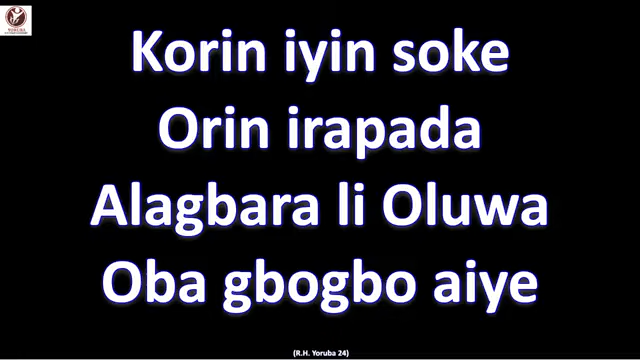 Korin iyin soke
Orin irapada
Alagbara li Oluwa
Oba gbogbo aiye
(R.H. Yoruba 24)